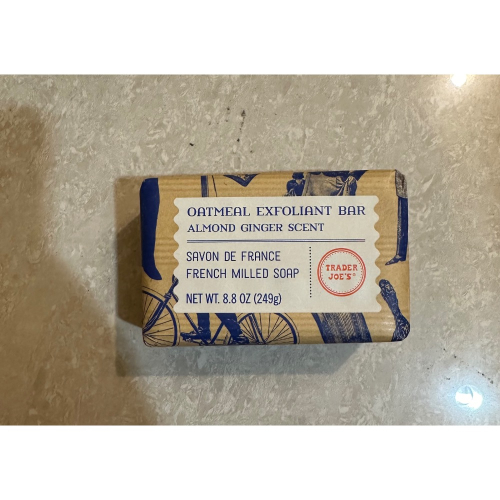 OATMEAL EXFOLIANT BAR
ALMOND GINGER SCENT
SAVON DE FRANCE
FRENCH MILLED SOAP
NET WT. 8.8 OZ (249g)
TRADER
JOE'S®